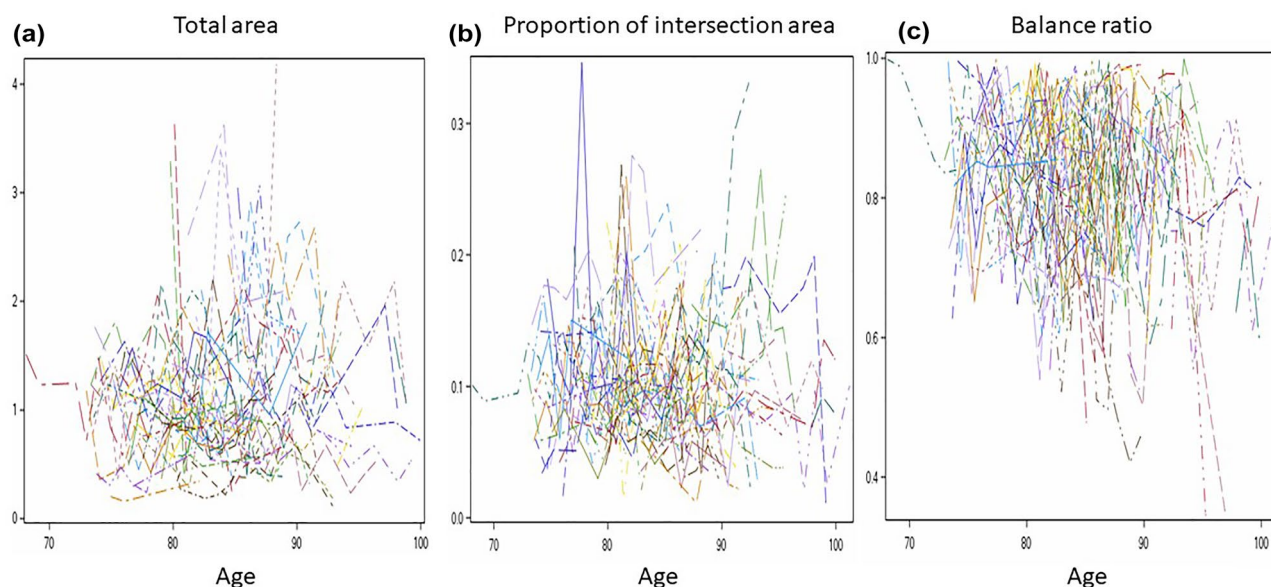 (a) Total area
4
3
2
1
0
70 80 90 100
Age
(b) Proportion of intersection area
0.3
0.2
0.1
0.0
70 80 90 100
Age
(c) Balance ratio
1.0
0.8
0.6
0.4
70 80 90 100
Age